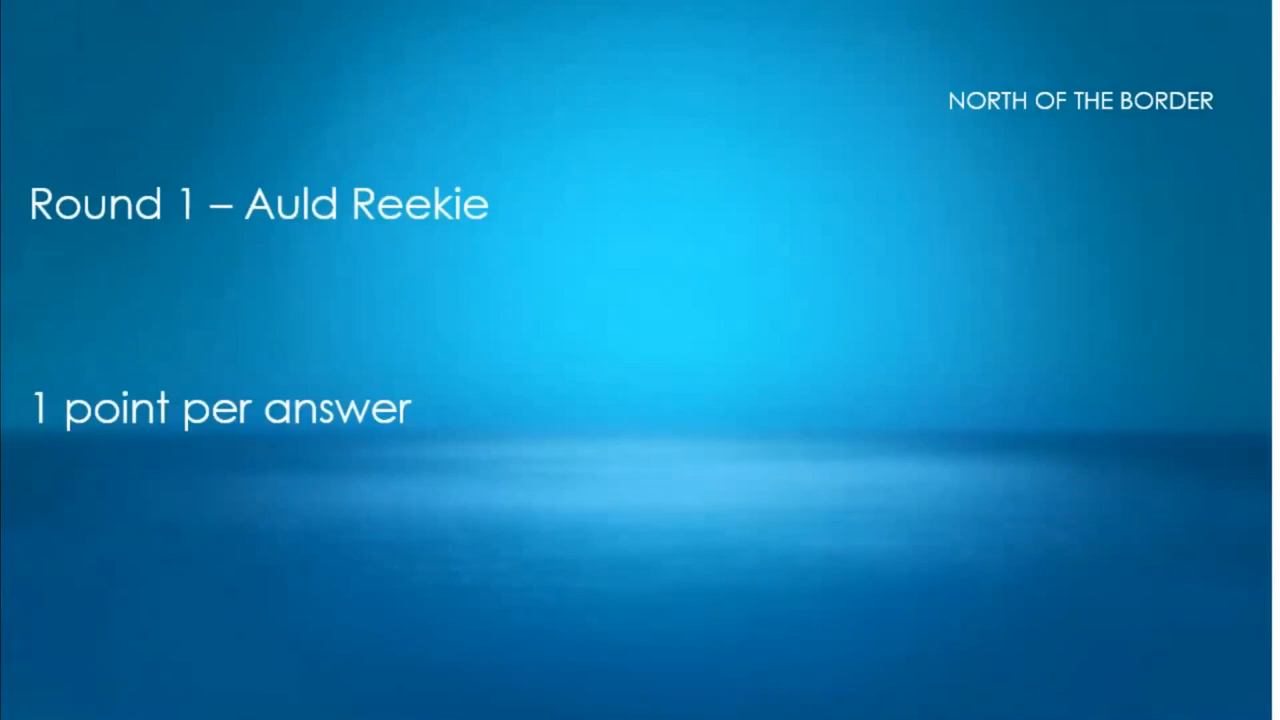 NORTH OF THE BORDER
Round 1 – Auld Reekie
1 point per answer